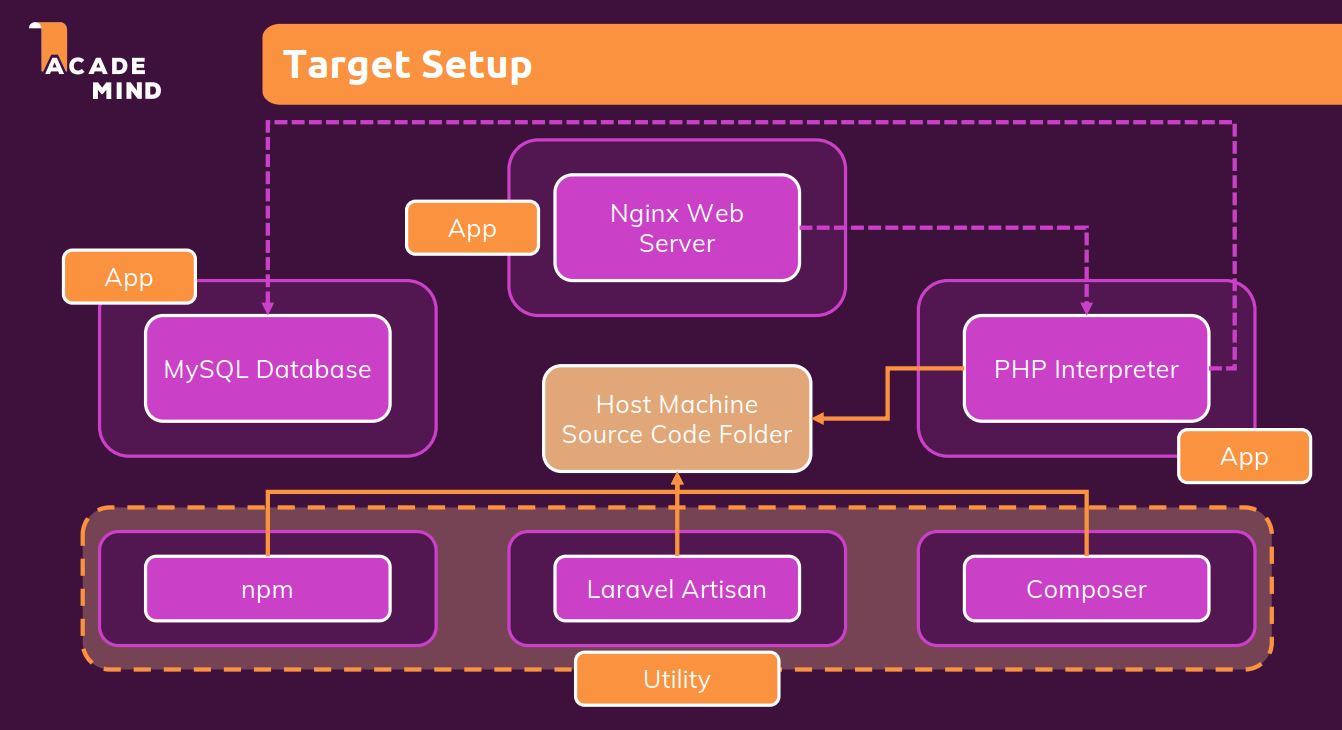 ACADE
MIND
Target Setup
App
Nginx Web
Server
App
MySQL Database
PHP Interpreter
Host Machine
Source Code Folder
App
npm
Laravel Artisan
Composer
Utility